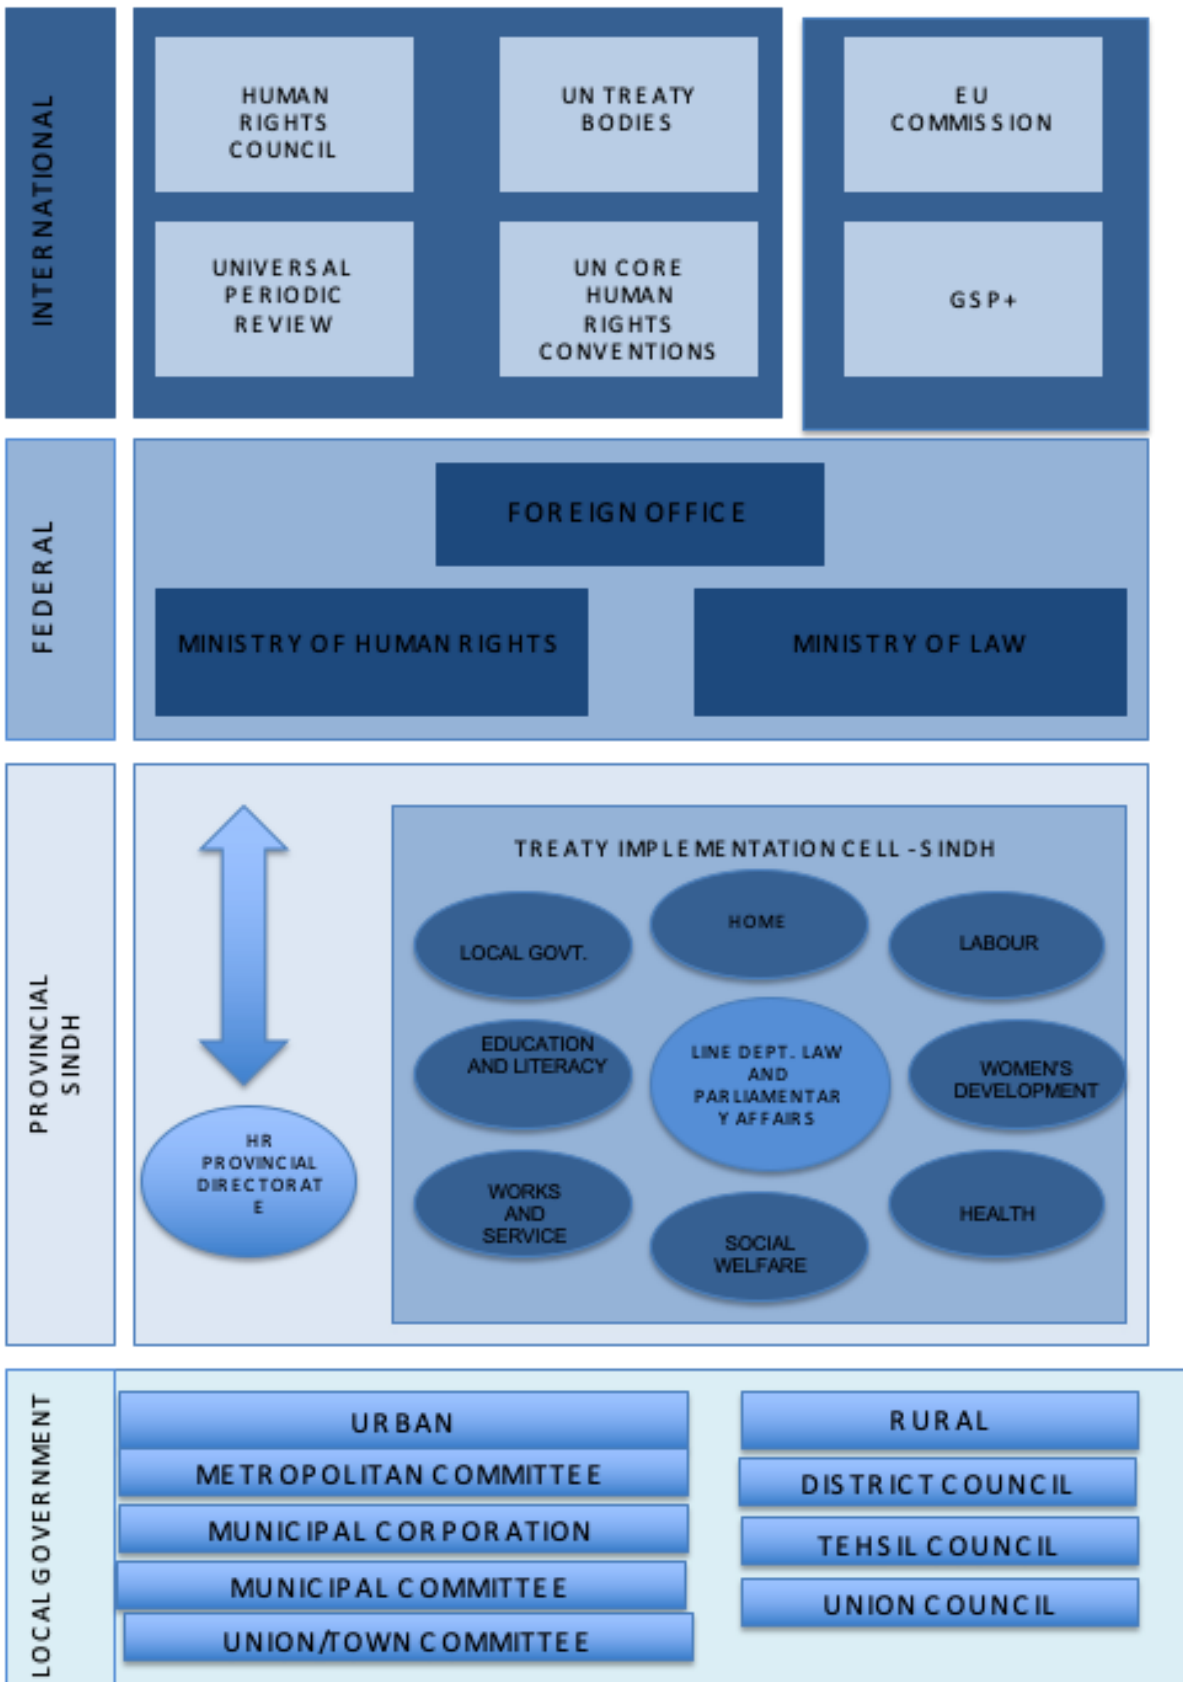 INTERNATIONAL
HUMAN
RIGHTS
COUNCIL
UN TREATY
BODIES
EU
COMMISSION
UNIVERSAL
PERIODIC
REVIEW
UN CORE
HUMAN
RIGHTS
CONVENTIONS
GSP+
FEDERAL
FOREIGN OFFICE
MINISTRY OF HUMAN RIGHTS
MINISTRY OF LAW
PROVINCIAL
SINDH
HR
PROVINCIAL
DIRECTORAT
E
TREATY IMPLEMENTATION CELL - SINDH
LOCAL GOVT.
HOME
LABOUR
EDUCATION
AND LITERACY
LINE DEPT. LAW
AND
PARLIAMENTAR
Y AFFAIRS
WOMEN'S
DEVELOPMENT
WORKS
AND
SERVICE
SOCIAL
WELFARE
HEALTH
LOCAL GOVERNMENT
URBAN
METROPOLITAN COMMITTEE
MUNICIPAL CORPORATION
MUNICIPAL COMMITTEE
UNION/TOWN COMMITTEE
RURAL
DISTRICT COUNCIL
TEHSIL COUNCIL
UNION COUNCIL